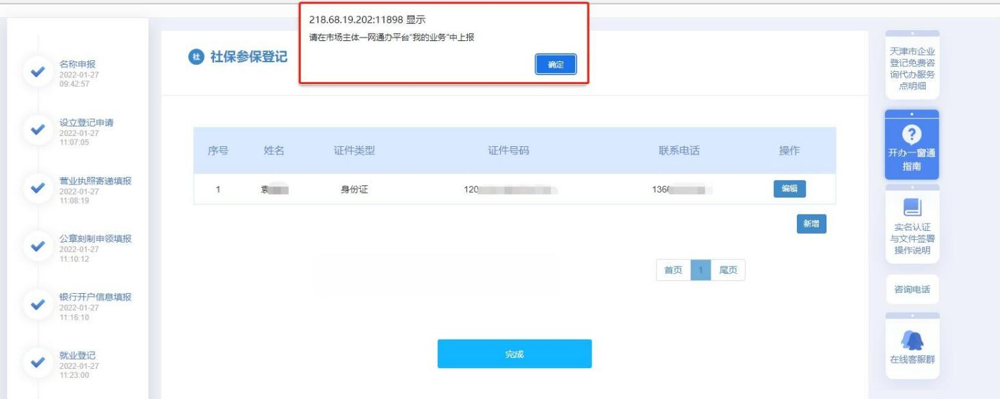 218.68.19.202:11898 显示
请在市场主体一网通办平台"我的业务"中上报
确定
名称申报
2022-01-27
09:42:57
设立登记申请
2022-01-27
11:07:05
营业执照寄递填报
2022-01-27
11:08:19
公章刻制申领填报
2022-01-27
11:10:12
银行开户信息填报
2022-01-27
11:16:10
就业登记
2022-01-27
11:23:00
社 社保参保登记
序号 姓名 证件类型 证件号码 联系电话 操作
1 袁 身份证 120 136 编辑
新增
首页 1 尾页
完成
天津市企业
登记免费咨
询代办服务
点明细
?
开办一窗通
指南
实名认证
与文件签署
操作说明
咨询电话
在线客服群